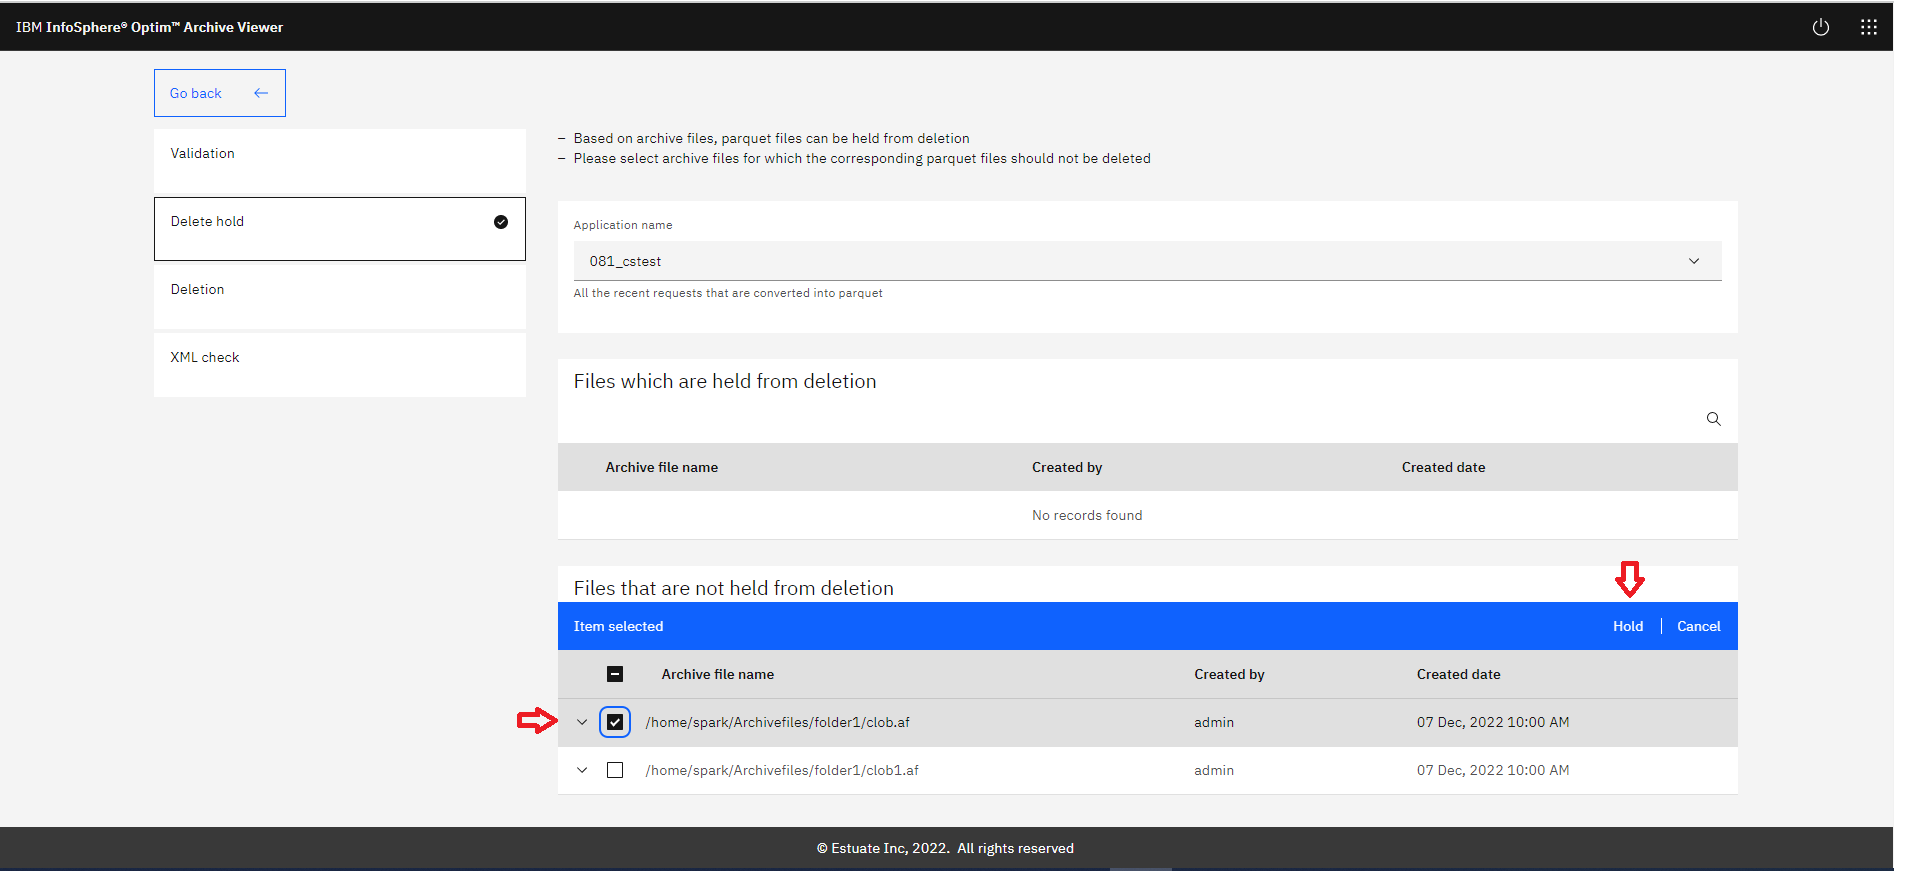 IBM InfoSphere® Optim™ Archive Viewer
Go back
Validation
Delete hold
Deletion
XML check
– Based on archive files, parquet files can be held from deletion
– Please select archive files for which the corresponding parquet files should not be deleted
Application name
081_cstest
All the recent requests that are converted into parquet
Files which are held from deletion
Archive file name Created by Created date
No records found
Files that are not held from deletion
Item selected Hold | Cancel
Archive file name Created by Created date
/home/spark/Archivefiles/folder1/clob.af admin 07 Dec, 2022 10:00 AM
/home/spark/Archivefiles/folder1/clob1.af admin 07 Dec, 2022 10:00 AM
© Estuate Inc, 2022. All rights reserved